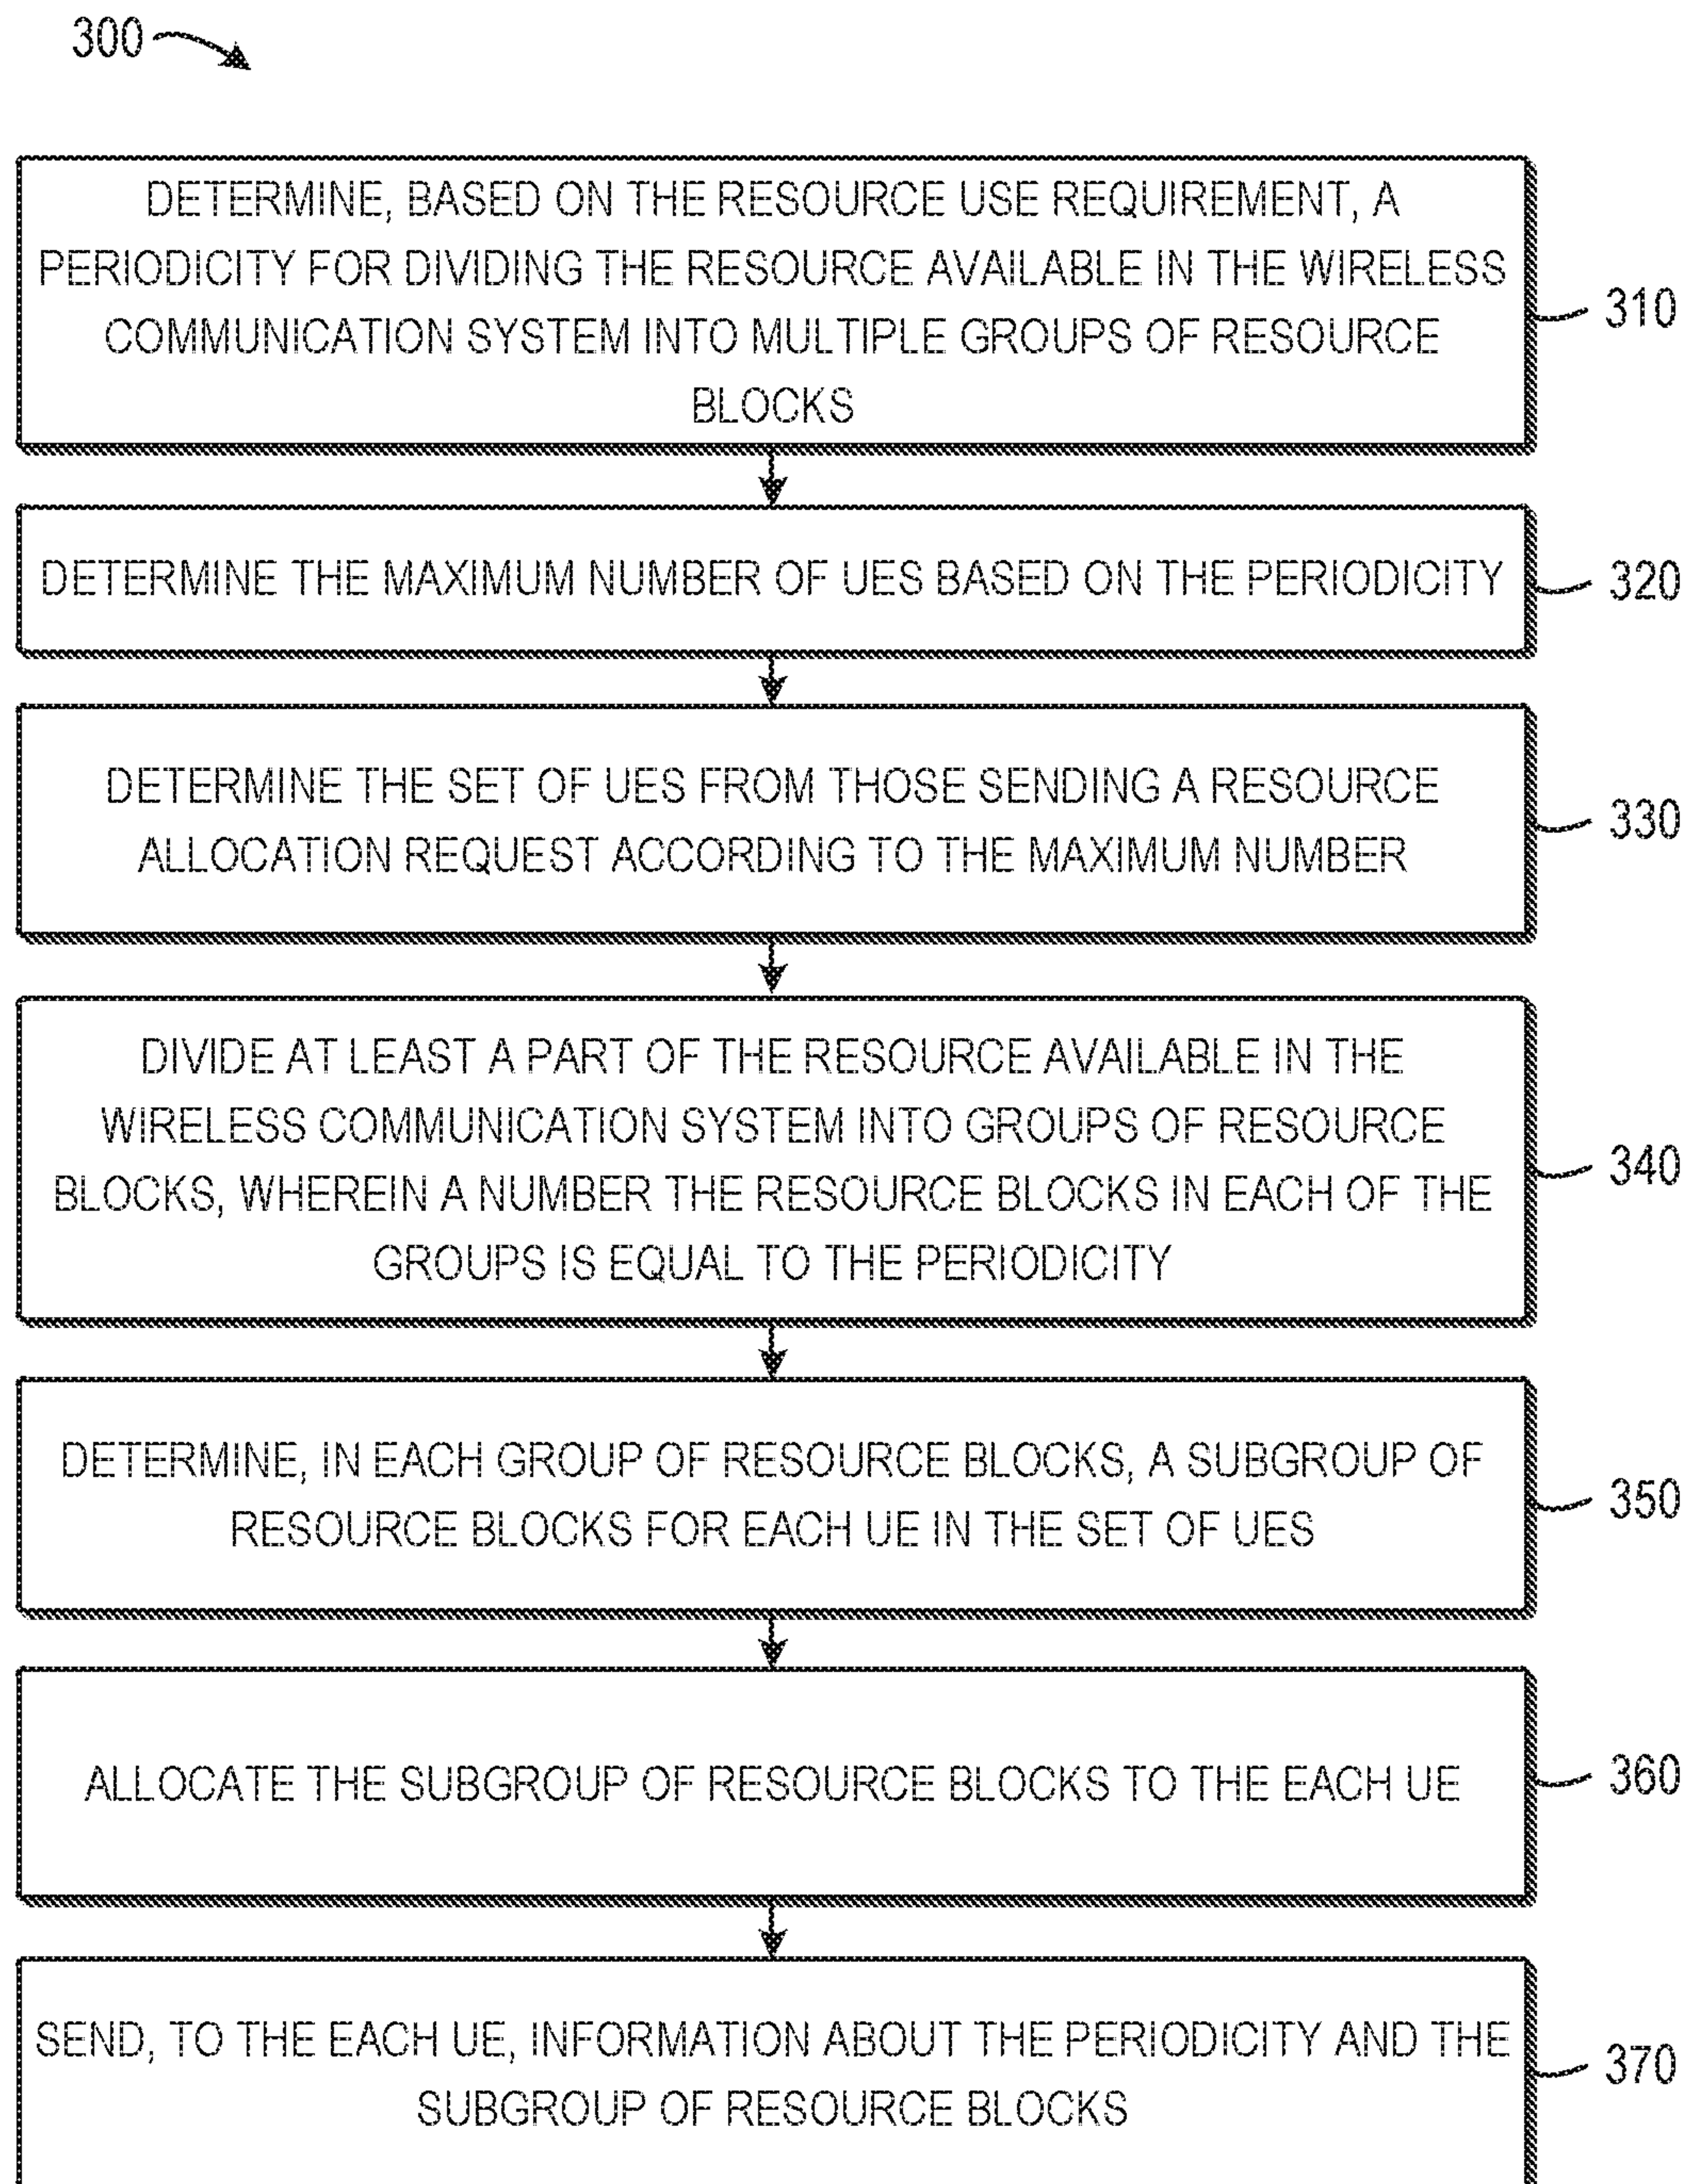 300
DETERMINE, BASED ON THE RESOURCE USE REQUIREMENT, A
PERIODICITY FOR DIVIDING THE RESOURCE AVAILABLE IN THE WIRELESS
COMMUNICATION SYSTEM INTO MULTIPLE GROUPS OF RESOURCE
BLOCKS
310
DETERMINE THE MAXIMUM NUMBER OF UES BASED ON THE PERIODICITY
320
DETERMINE THE SET OF UES FROM THOSE SENDING A RESOURCE
ALLOCATION REQUEST ACCORDING TO THE MAXIMUM NUMBER
330
DIVIDE AT LEAST A PART OF THE RESOURCE AVAILABLE IN THE
WIRELESS COMMUNICATION SYSTEM INTO GROUPS OF RESOURCE
BLOCKS, WHEREIN A NUMBER THE RESOURCE BLOCKS IN EACH OF THE
GROUPS IS EQUAL TO THE PERIODICITY
340
DETERMINE, IN EACH GROUP OF RESOURCE BLOCKS, A SUBGROUP OF
RESOURCE BLOCKS FOR EACH UE IN THE SET OF UES
350
ALLOCATE THE SUBGROUP OF RESOURCE BLOCKS TO THE EACH UE
360
SEND, TO THE EACH UE, INFORMATION ABOUT THE PERIODICITY AND THE
SUBGROUP OF RESOURCE BLOCKS
370